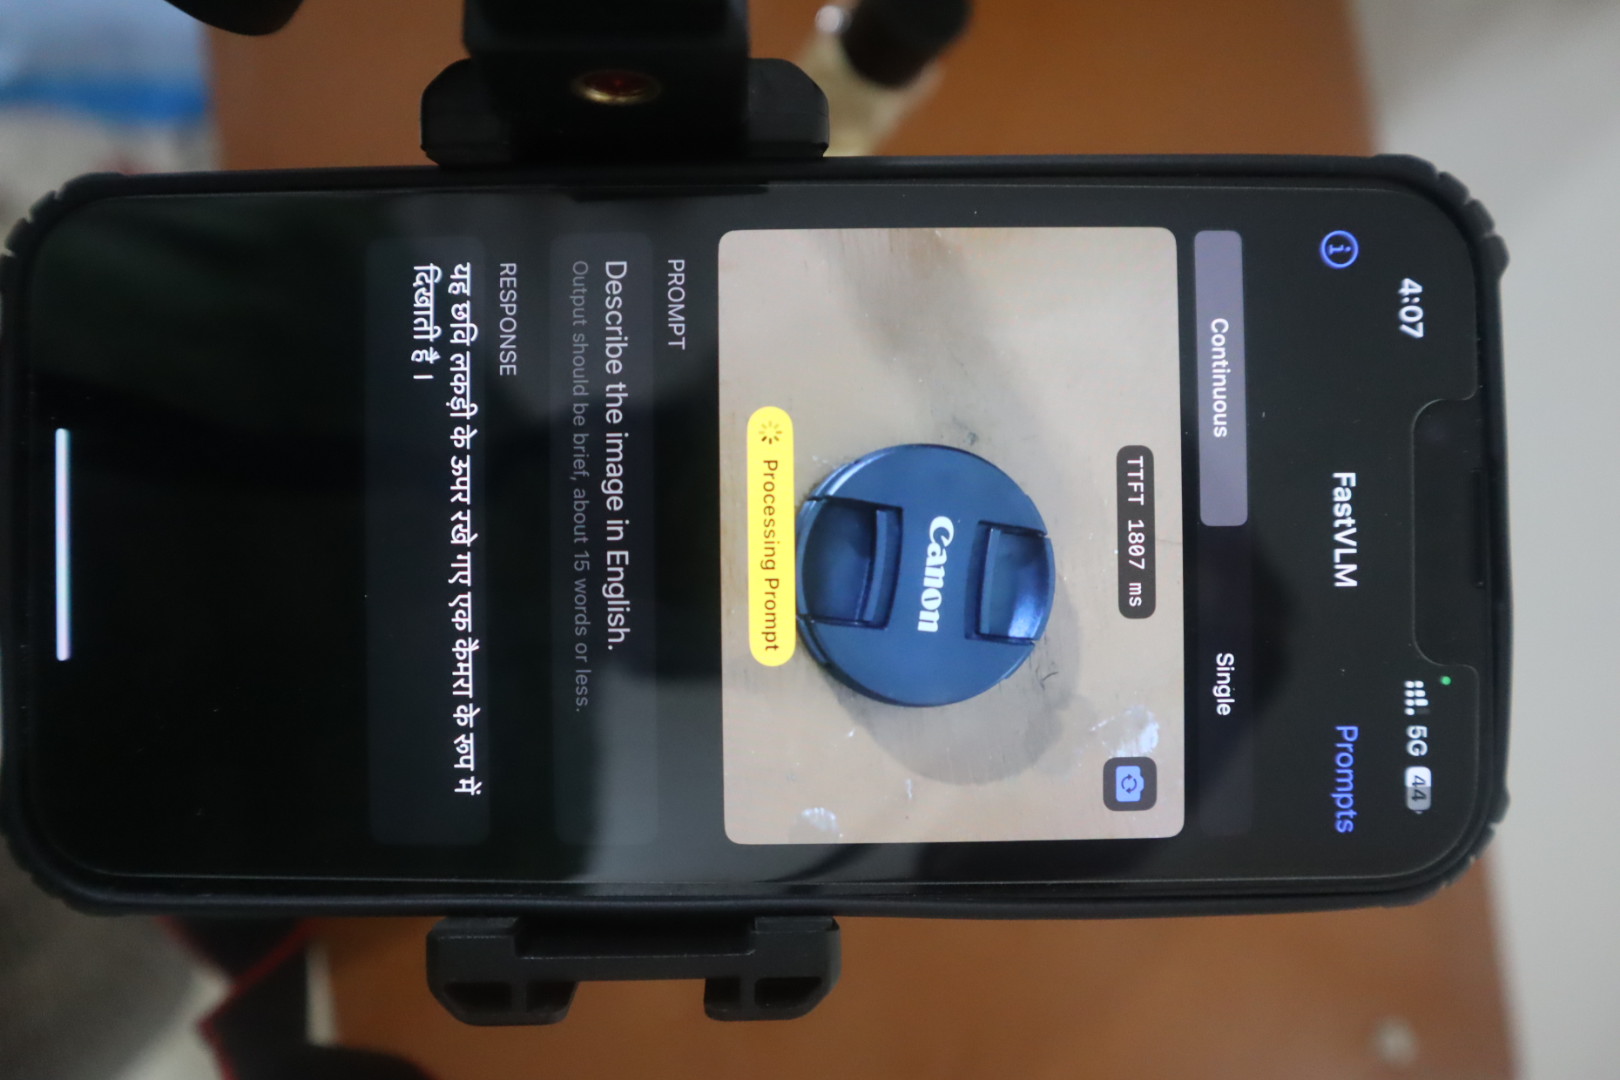 4:07
5G 44
FastVLM
Prompts
Continuous
Single
TTFT 1807 ms
Canon
Processing Prompt
PROMPT
Describe the image in English.
Output should be brief, about 15 words or less.
RESPONSE
यह छवि लकड़ी के ऊपर रखे गए एक कैमरा के रूप में
दिखाती है।